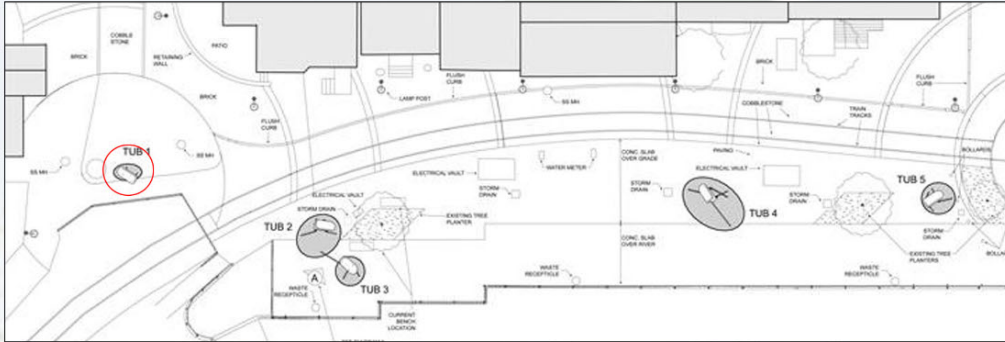 COBBLE
STONE
BRICK
RETAINING
WALL
PATIO
BRICK
FLUSH
CURB
LAMP POST
FLUSH
CURB
SS MH
BRICK
COBBLESTONE
TRAIN
TRACKS
FLUSH
CURB
TUB 1
SS MH
SS MH
ELECTRICAL VAULT
STORM DRAIN
TUB 2
TUB 3
A
WASTE
RECEPTICLE
EXISTING TREE
PLANTER
CURRENT
BENCH
LOCATION
ELECTRICAL VAULT
STORM
DRAIN
WATER METER
CONC. SLAB
OVER GRADE
STORM
DRAIN
CONC. SLAB
OVER RIVER
WASTE
RECEPTICLE
PAVING
ELECTRICAL VAULT
TUB 4
STORM
DRAIN
WASTE
RECEPTICLE
TUB 5
BOLLARDS
STORM
DRAIN
EXISTING TREE
PLANTERS
BOLLA